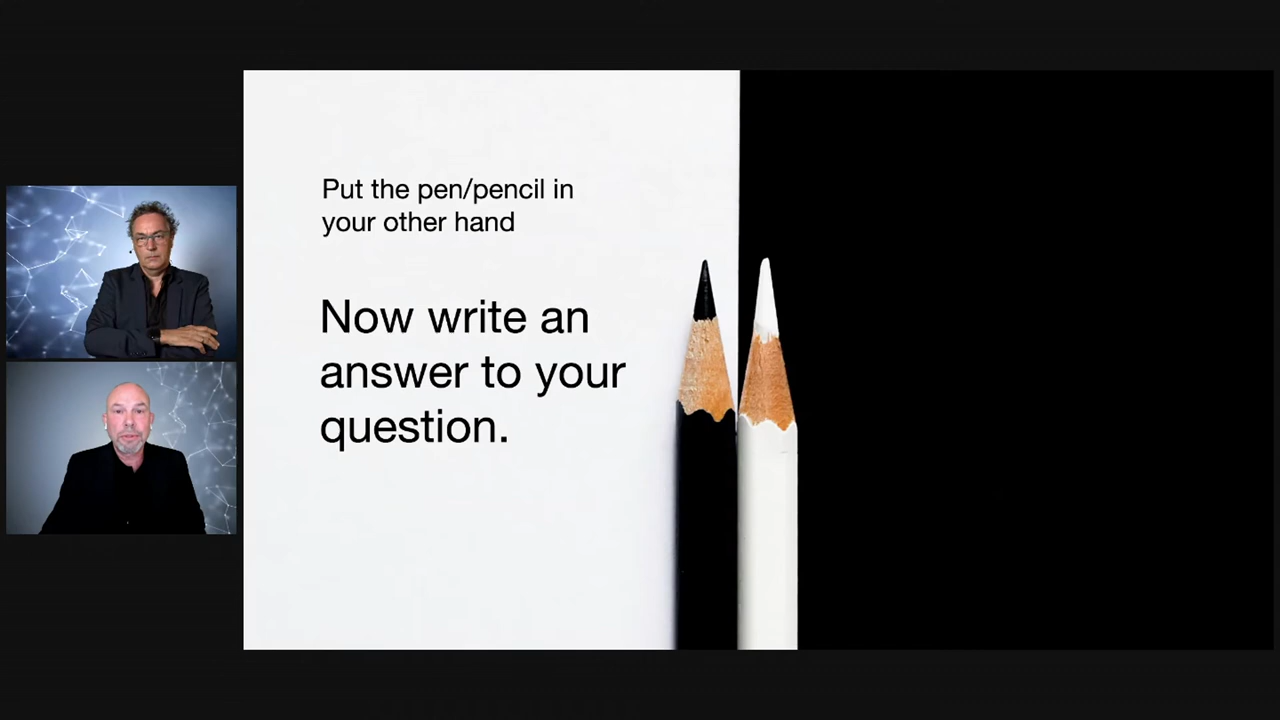 Put the pen/pencil in
your other hand
Now write an
answer to your
question.